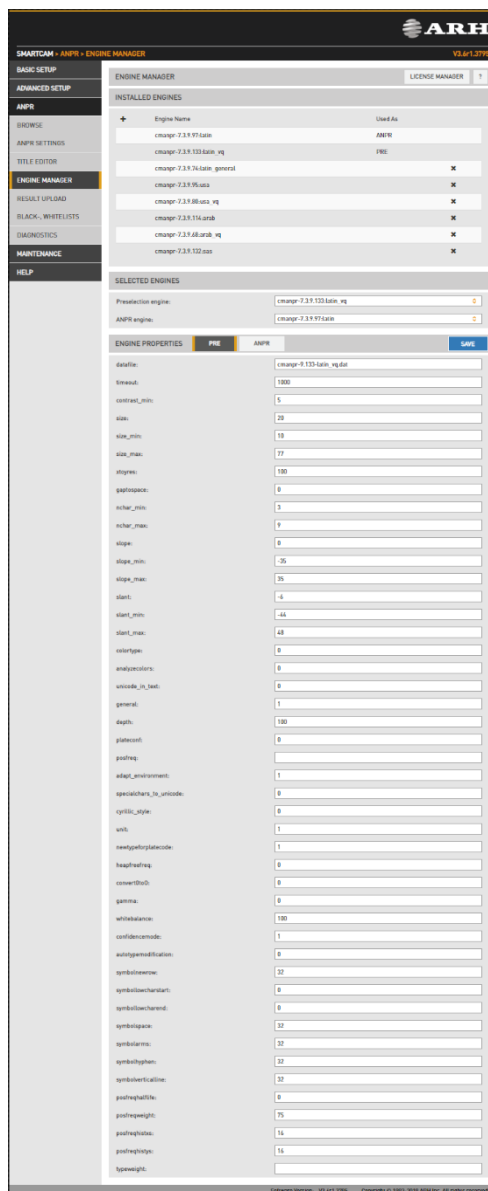 ARH
SMARTCAM > ANPR > ENGINE MANAGER V3.6r1.3795
BASIC SETUP
ADVANCED SETUP
ANPR
BROWSE
ANPR SETTINGS
TITLE EDITOR
ENGINE MANAGER
RESULT UPLOAD
BLACK-, WHITELISTS
DIAGNOSTICS
MAINTENANCE
HELP
ENGINE MANAGER LICENSE MANAGER ?
INSTALLED ENGINES
+ Engine Name Used As
cmanpr-7.3.9.97:latin ANPR
cmanpr-7.3.9.133:latin_vq PRE
cmanpr-7.3.9.76:latin_general ×
cmanpr-7.3.9.95:usa ×
cmanpr-7.3.9.88:usa_vq ×
cmanpr-7.3.9.114:arab ×
cmanpr-7.3.9.68:arab_vq ×
cmanpr-7.3.9.132:eas ×
SELECTED ENGINES
Preselection engine: cmanpr-7.3.9.133:latin_vq
ANPR engine: cmanpr-7.3.9.97:latin
ENGINE PROPERTIES PRE ANPR SAVE
datafile: cmanpr-9.133-latin_vq.dat
timeout: 1000
contrast_min: 5
size: 20
size_min: 10
size_max: 77
xtoyres: 100
gaptospace: 0
nchar_min: 3
nchar_max: 9
slope: 0
slope_min: -35
slope_max: 35
slant: -4
slant_min: -44
slant_max: 48
colortype: 0
analyzecolors: 0
unicode_in_text: 0
general: 1
depth: 100
plateconf: 0
posfreq:
adapt_environment: 1
specialchars_to_unicode: 0
cyrillic_style: 0
unit: 1
newtypeforplatecode: 1
heapfreefreq: 0
convert0toO: 0
gamma: 0
whitebalance: 100
confidencemode: 1
autotypemodification: 0
symbolnewrow: 32
symbollowcharstart: 0
symbollowcharend: 0
symbolspace: 32
symbolarms: 32
symbolhyphen: 32
symbolverticalline: 32
posfreqhalflife: 0
posfreqweight: 75
posfreqhistxs: 16
posfreqhistys: 16
typeweight: